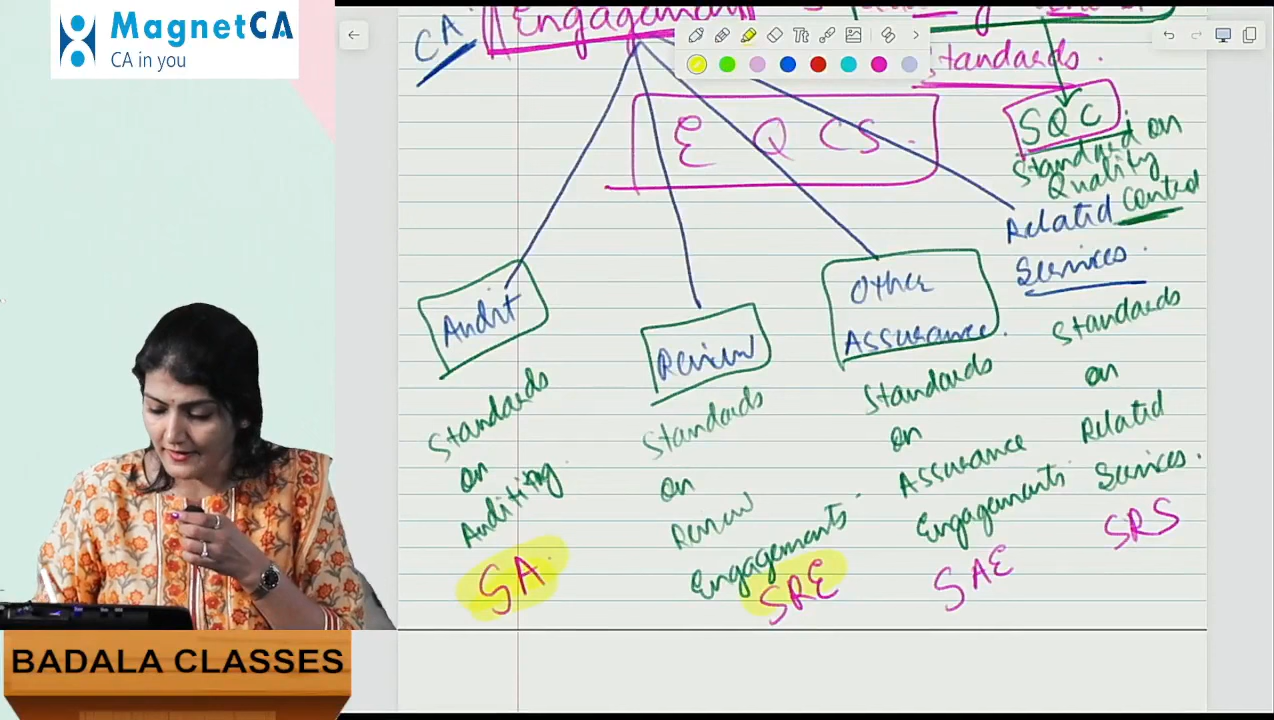 MagnetCA
CA in you
CA
Engagement
Standards.
SQC
Standard on
Quality
Control
E Q C S.
Related
Services.
Audit
Review
Other
Assurance.
Standards
on
Auditing.
SA
Standards
on
Review
Engagements.
SRE
Standards
on
Assurance
Engagements.
SAE
Standards
on
Related
Services.
SRS
BADALA CLASSES